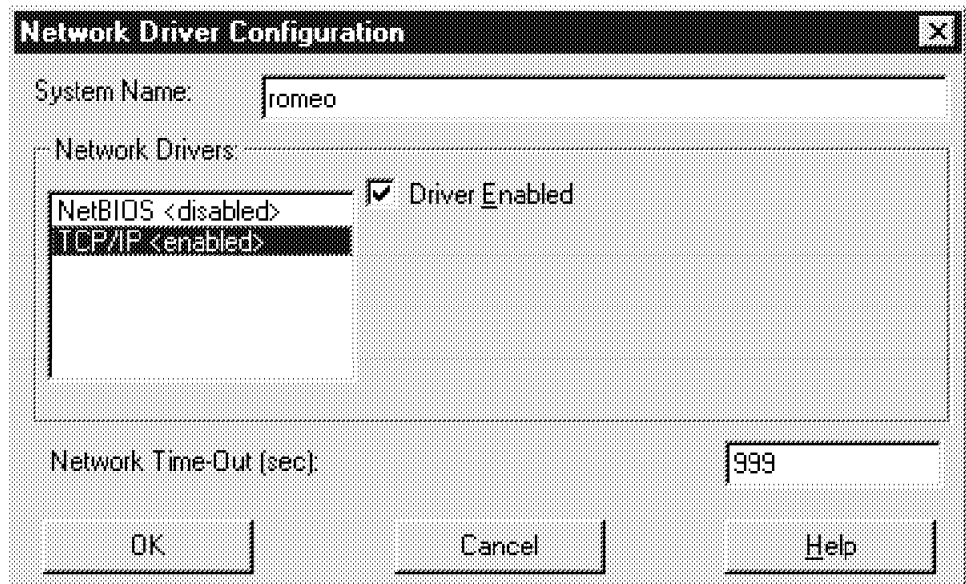 Network Driver Configuration
System Name: romeo
Network Drivers:
NetBIOS <disabled>
TCP/IP <enabled>
Driver Enabled
Network Time-Out (sec): 999
OK Cancel Help